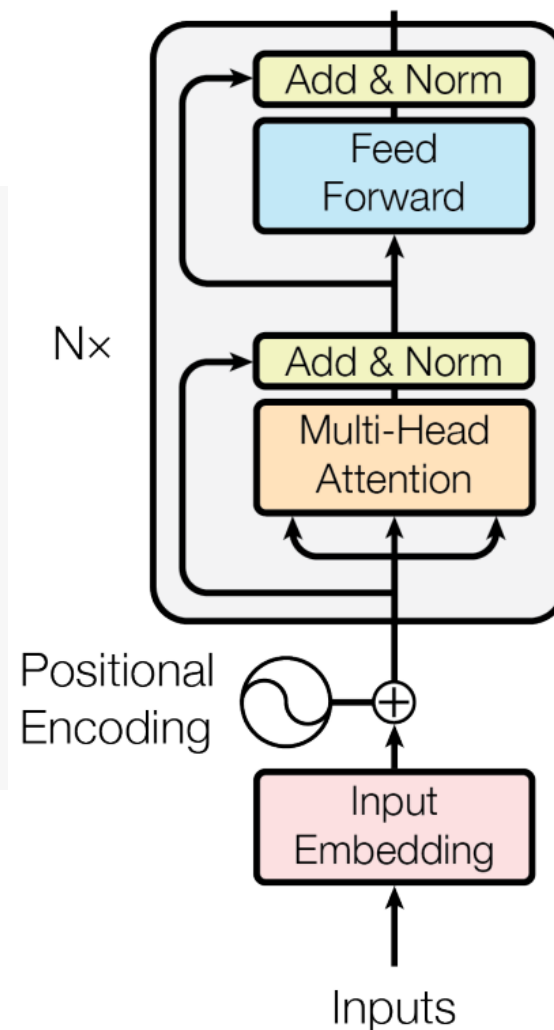 Add & Norm
Feed
Forward
N×
Add & Norm
Multi-Head
Attention
Positional
Encoding
Input
Embedding
Inputs